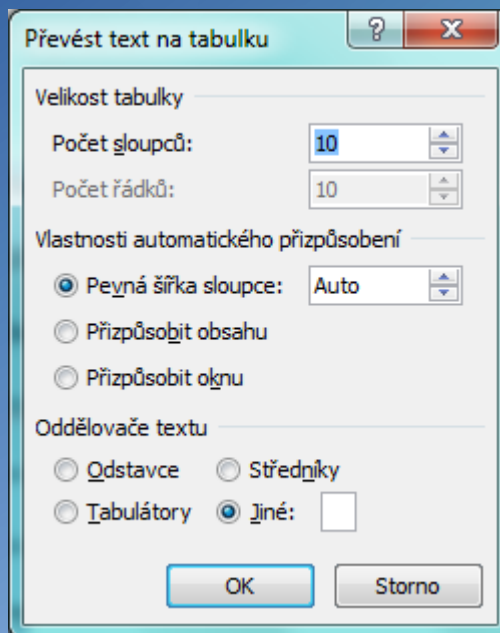 Převést text na tabulku
Velikost tabulky
Počet sloupců: 10
Počet řádků: 10
Vlastnosti automatického přizpůsobení
Pevná šířka sloupce: Auto
Přizpůsobit obsahu
Přizpůsobit oknu
Oddělovače textu
Odstavce Středníky
Tabulátory Jiné:
OK Storno